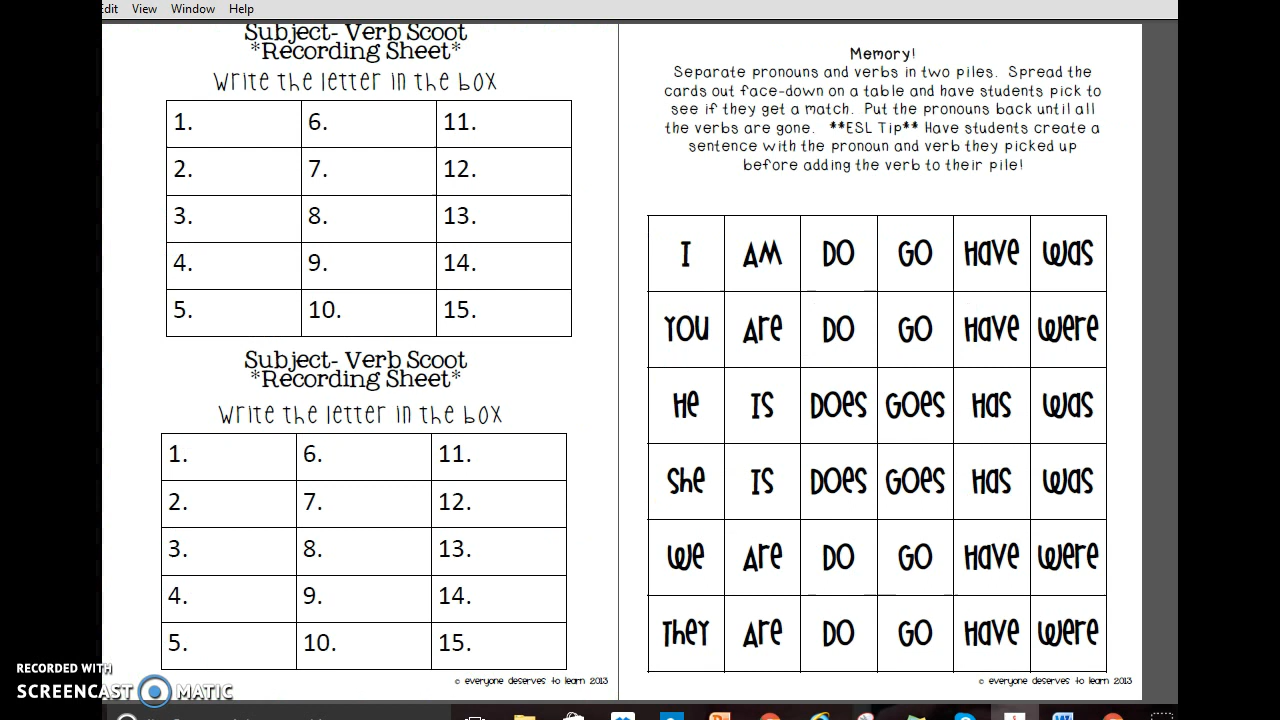 Edit View Window Help
Subject- Verb Scoot
*Recording Sheet*
Write the letter in the box
1. 6. 11.
2. 7. 12.
3. 8. 13.
4. 9. 14.
5. 10. 15.
Subject- Verb Scoot
*Recording Sheet*
Write the letter in the box
1. 6. 11.
2. 7. 12.
3. 8. 13.
4. 9. 14.
5. 10. 15.
© everyone deserves to learn 2013
Memory!
Separate pronouns and verbs in two piles. Spread the
cards out face-down on a table and have students pick to
see if they get a match. Put the pronouns back until all
the verbs are gone. **ESL Tip** Have students create a
sentence with the pronoun and verb they picked up
before adding the verb to their pile!
I AM DO GO Have Was
You Are DO GO Have Were
He Is Does Goes Has Was
She Is Does Goes Has Was
We Are DO GO Have Were
They Are DO GO Have Were
© everyone deserves to learn 2013
RECORDED WITH
SCREENCAST MATIC